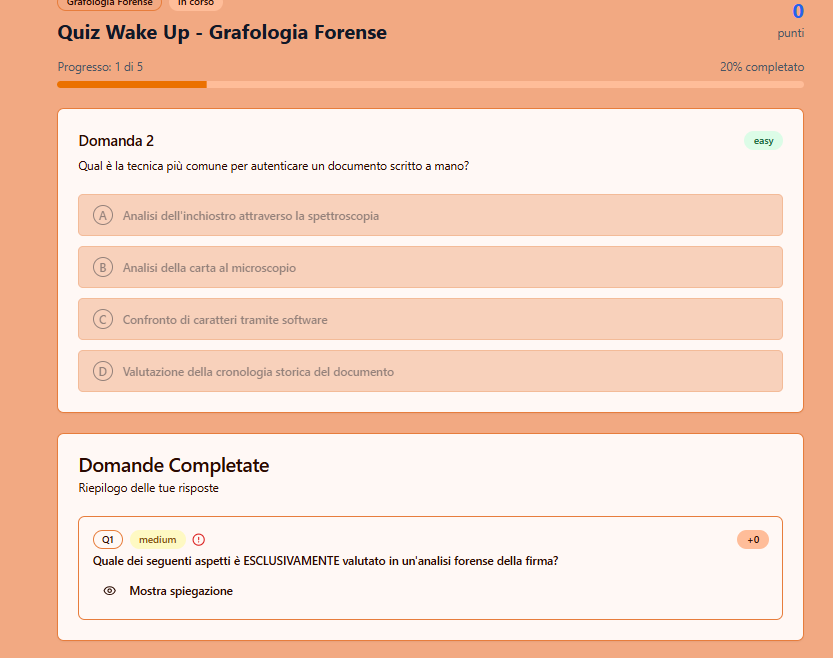 Grafologia Forense
In corso
0
Quiz Wake Up - Grafologia Forense
punti
Progresso: 1 di 5
20% completato
Domanda 2
easy
Qual è la tecnica più comune per autenticare un documento scritto a mano?
A Analisi dell'inchiostro attraverso la spettroscopia
B Analisi della carta al microscopio
C Confronto di caratteri tramite software
D Valutazione della cronologia storica del documento
Domande Completate
Riepilogo delle tue risposte
Q1 medium +0
Quale dei seguenti aspetti è ESCLUSIVAMENTE valutato in un'analisi forense della firma?
Mostra spiegazione